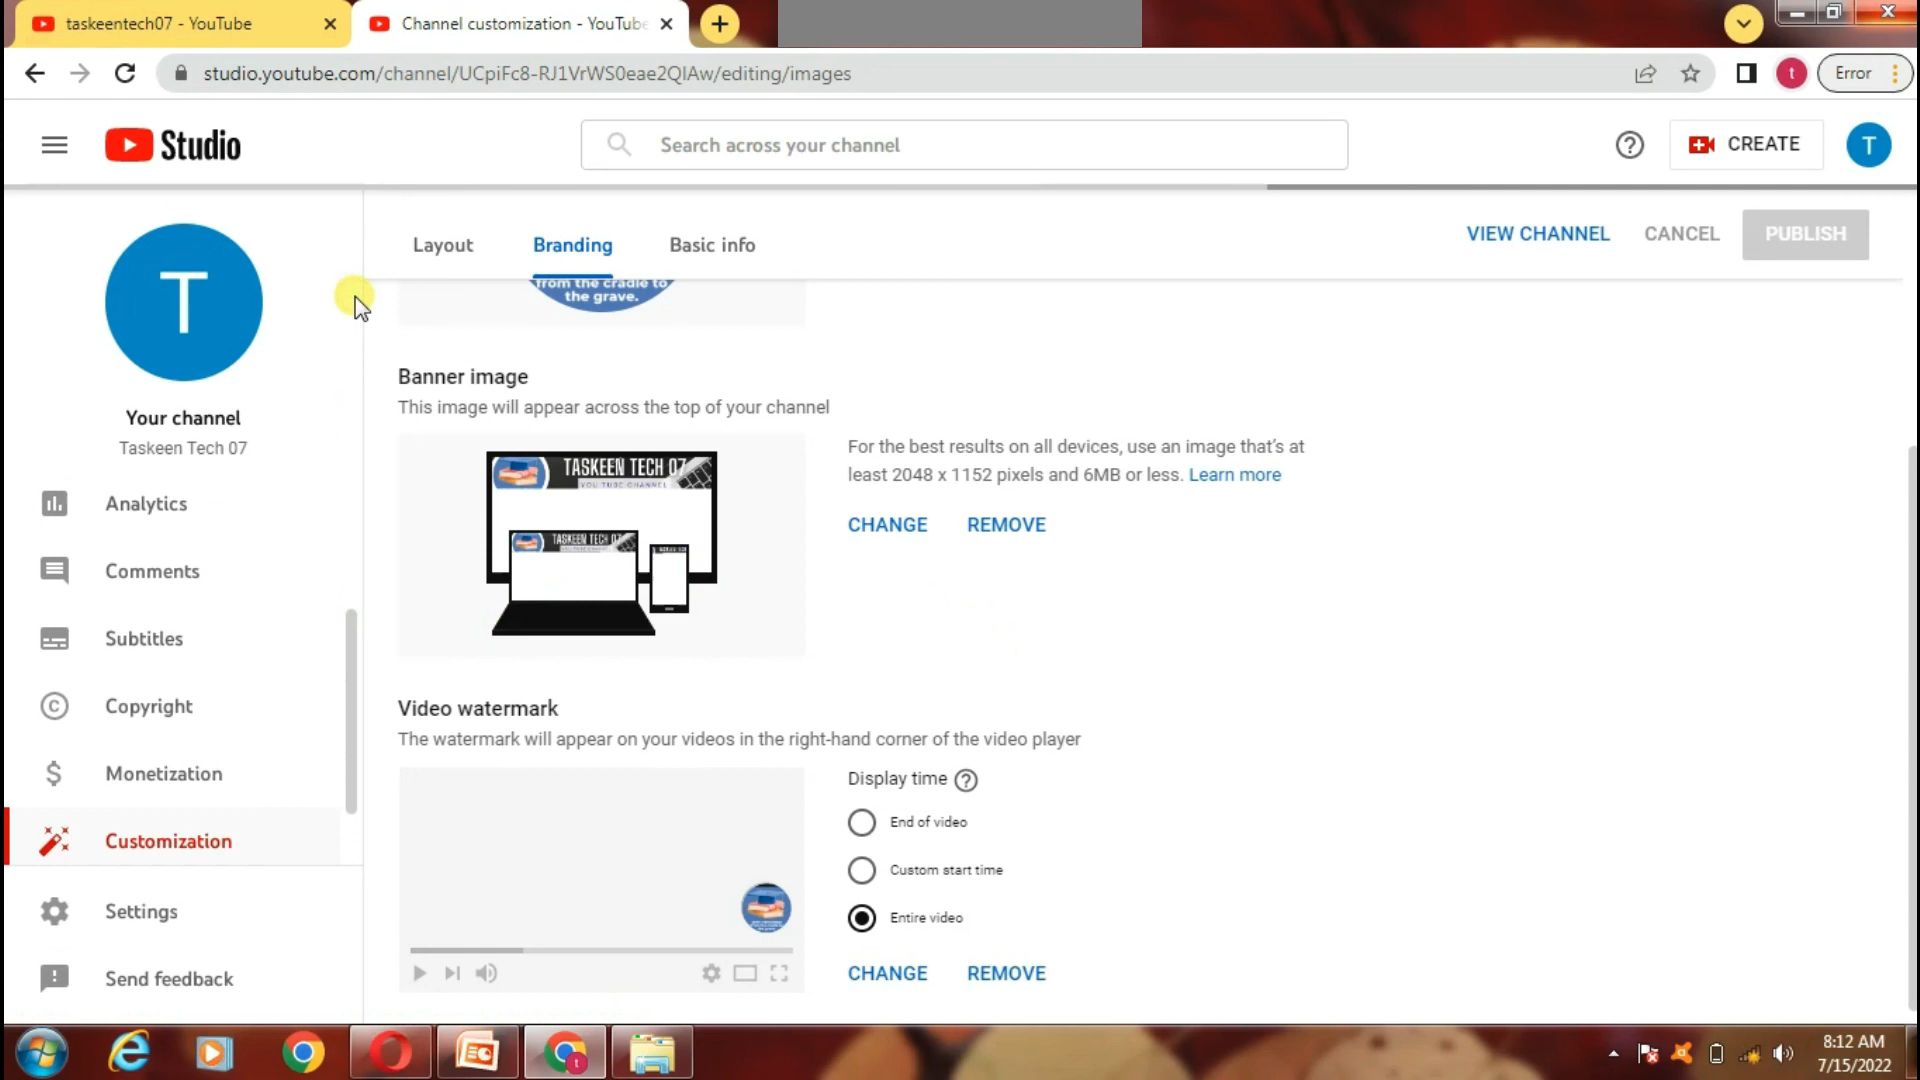 taskeentech07 - YouTube
Channel customization - YouTube
studio.youtube.com/channel/UCpiFc8-RJ1VrWS0eae2QIAw/editing/images
t
Error
Studio
Search across your channel
CREATE
T
T
Your channel
Taskeen Tech 07
Analytics
Comments
Subtitles
Copyright
Monetization
Customization
Settings
Send feedback
Layout
Branding
Basic info
VIEW CHANNEL
CANCEL
PUBLISH
from the cradle to
the grave.
Banner image
This image will appear across the top of your channel
TASKEEN TECH 07
YOU TUBE CHANNEL
TASKEEN TECH 07
For the best results on all devices, use an image that's at
least 2048 x 1152 pixels and 6MB or less. Learn more
CHANGE
REMOVE
Video watermark
The watermark will appear on your videos in the right-hand corner of the video player
Display time
End of video
Custom start time
Entire video
CHANGE
REMOVE
t
8:12 AM
7/15/2022